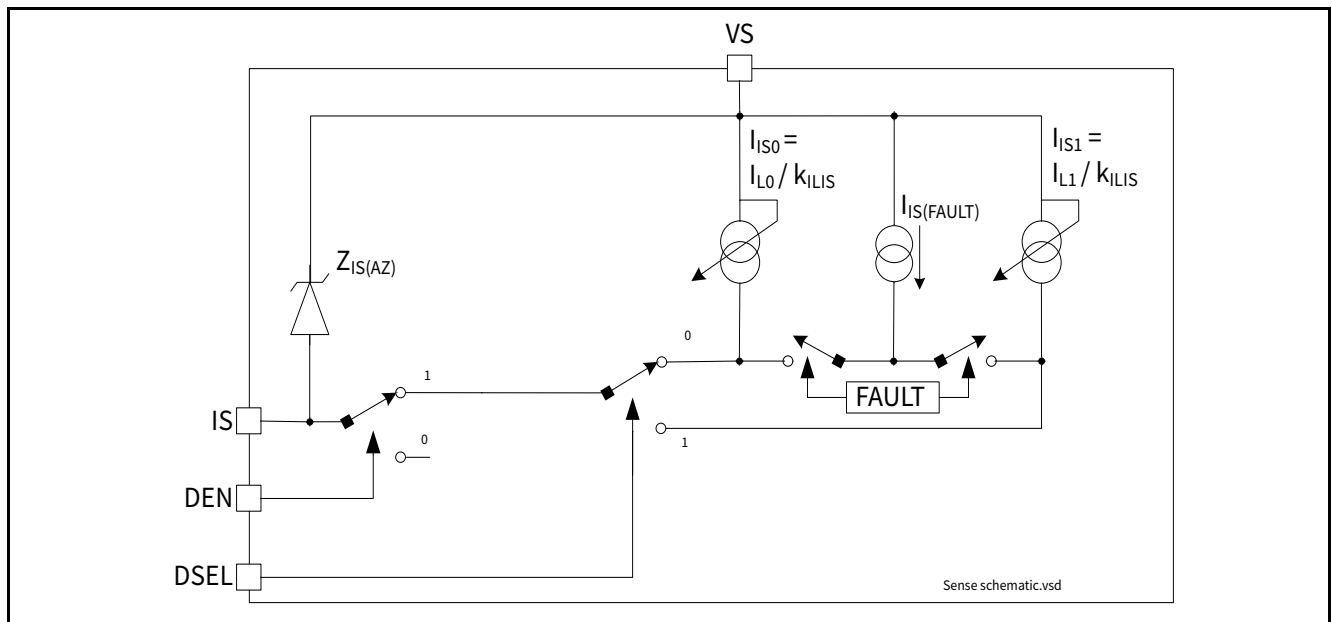 VS
IIS0 =
IL0 / kILIS
IIS1 =
IL1 / kILIS
IIS(FAULT)
ZIS(AZ)
0
1
FAULT
IS
0
1
DEN
DSEL
Sense schematic.vsd